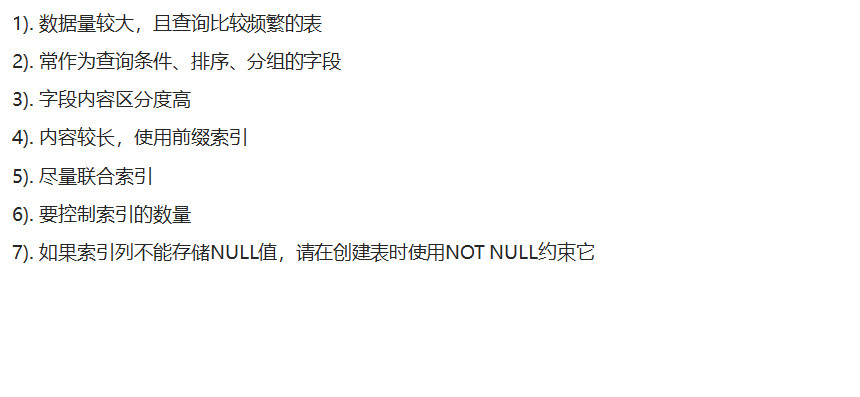 1). 数据量较大，且查询比较频繁的表
2). 常作为查询条件、排序、分组的字段
3). 字段内容区分度高
4). 内容较长，使用前缀索引
5). 尽量联合索引
6). 要控制索引的数量
7). 如果索引列不能存储NULL值，请在创建表时使用NOT NULL约束它